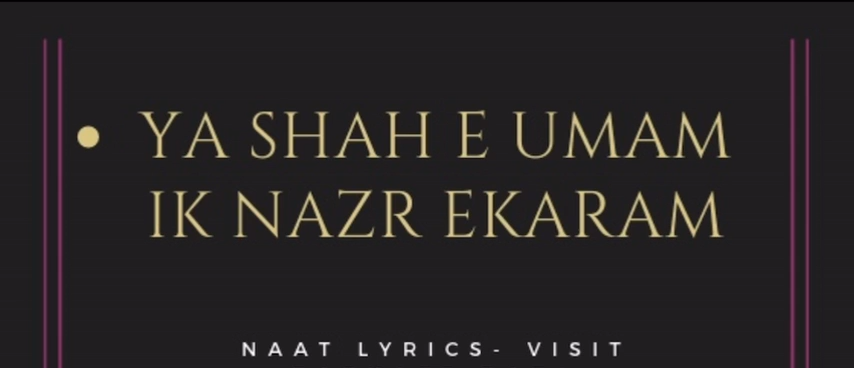 • YA SHAH E UMAM
IK NAZR EKARAM
NAAT LYRICS- VISIT